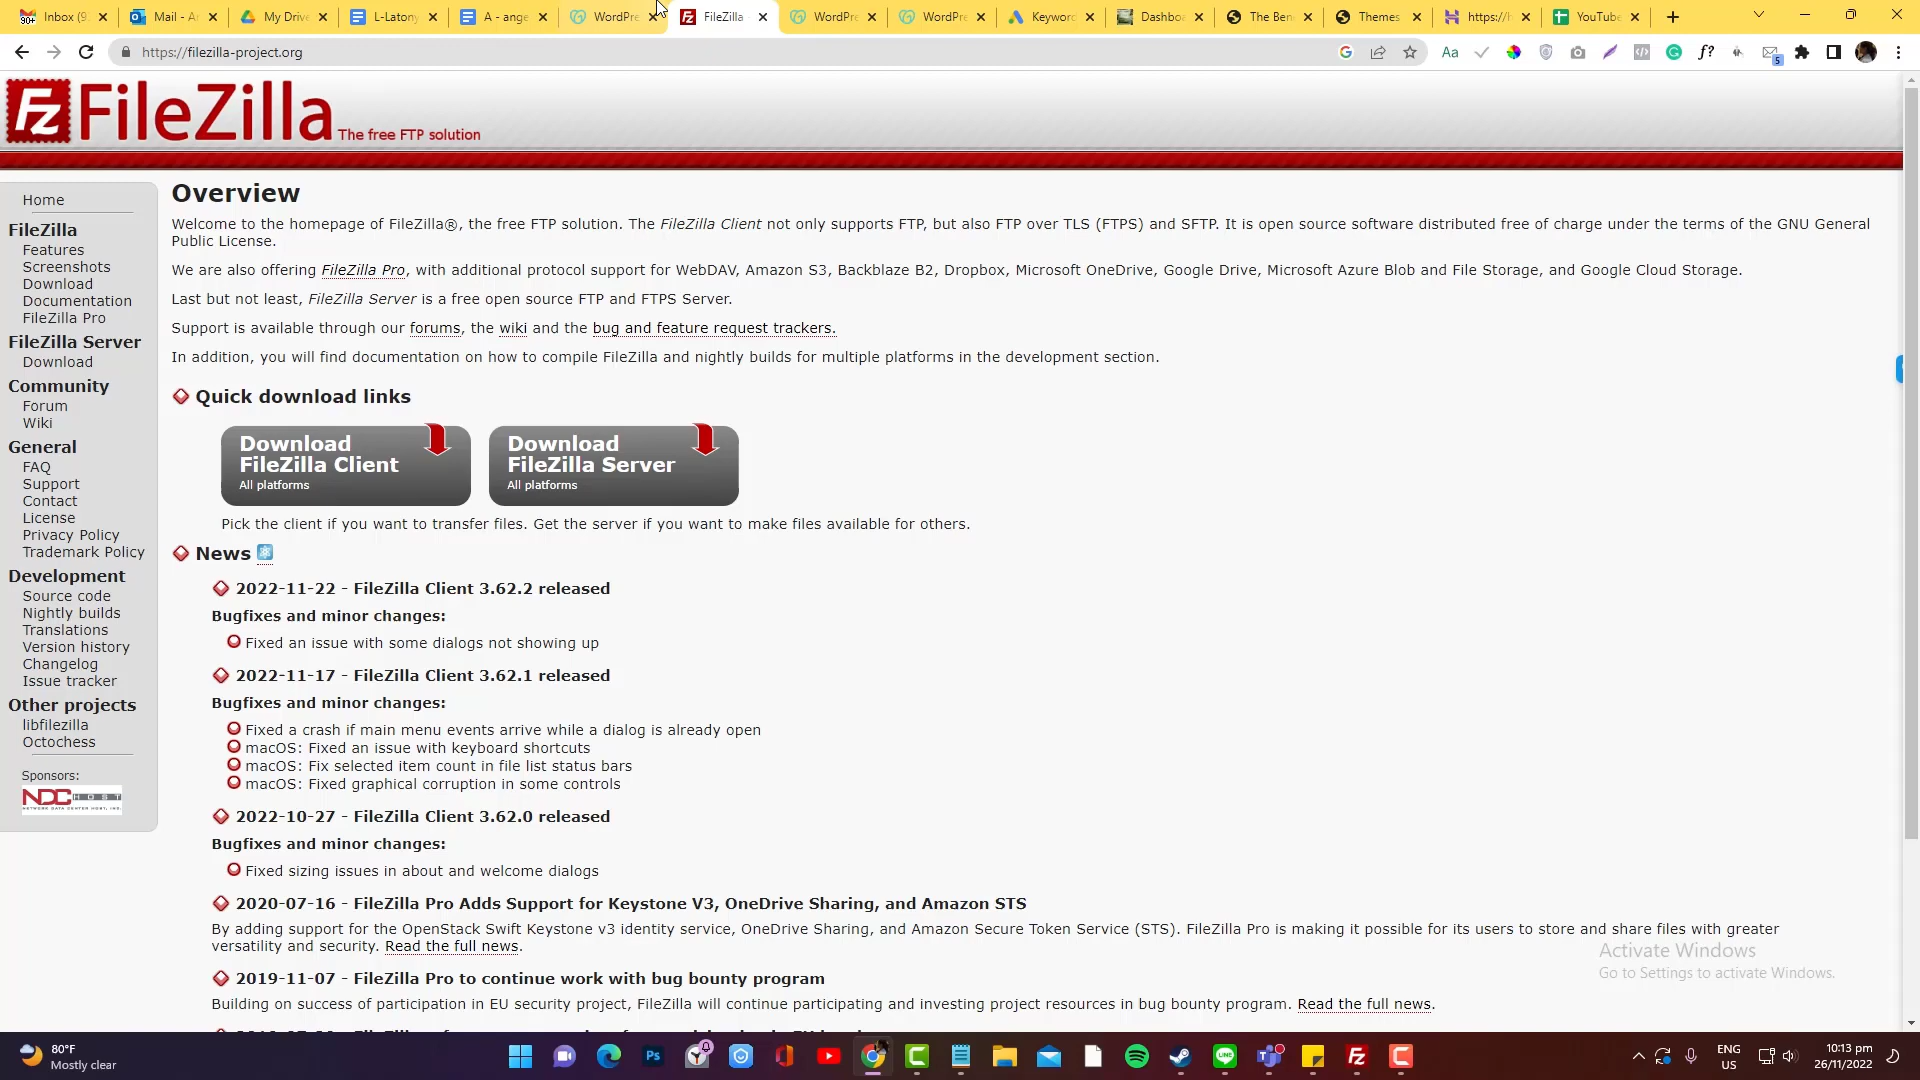 Inbox (9
Mail - A
My Drive
L-Latony
A - ange
WordPre
FileZilla
WordPre
WordPre
Keyword
Dashboa
The Ben
Themes
https://h
YouTube
https://filezilla-project.org
FileZilla The free FTP solution
Home
FileZilla
Features
Screenshots
Download
Documentation
FileZilla Pro
FileZilla Server
Download
Community
Forum
Wiki
General
FAQ
Support
Contact
License
Privacy Policy
Trademark Policy
Development
Source code
Nightly builds
Translations
Version history
Changelog
Issue tracker
Other projects
libfilezilla
Octochess
Sponsors:
NDC HOST
Overview
Welcome to the homepage of FileZilla®, the free FTP solution. The FileZilla Client not only supports FTP, but also FTP over TLS (FTPS) and SFTP. It is open source software distributed free of charge under the terms of the GNU General
Public License.
We are also offering FileZilla Pro, with additional protocol support for WebDAV, Amazon S3, Backblaze B2, Dropbox, Microsoft OneDrive, Google Drive, Microsoft Azure Blob and File Storage, and Google Cloud Storage.
Last but not least, FileZilla Server is a free open source FTP and FTPS Server.
Support is available through our forums, the wiki and the bug and feature request trackers.
In addition, you will find documentation on how to compile FileZilla and nightly builds for multiple platforms in the development section.
Quick download links
Download
FileZilla Client
All platforms
Download
FileZilla Server
All platforms
Pick the client if you want to transfer files. Get the server if you want to make files available for others.
News
2022-11-22 - FileZilla Client 3.62.2 released
Bugfixes and minor changes:
Fixed an issue with some dialogs not showing up
2022-11-17 - FileZilla Client 3.62.1 released
Bugfixes and minor changes:
Fixed a crash if main menu events arrive while a dialog is already open
macOS: Fixed an issue with keyboard shortcuts
macOS: Fix selected item count in file list status bars
macOS: Fixed graphical corruption in some controls
2022-10-27 - FileZilla Client 3.62.0 released
Bugfixes and minor changes:
Fixed sizing issues in about and welcome dialogs
2020-07-16 - FileZilla Pro Adds Support for Keystone V3, OneDrive Sharing, and Amazon STS
By adding support for the OpenStack Swift Keystone v3 identity service, OneDrive Sharing, and Amazon Secure Token Service (STS). FileZilla Pro is making it possible for its users to store and share files with greater
versatility and security. Read the full news.
2019-11-07 - FileZilla Pro to continue work with bug bounty program
Building on success of participation in EU security project, FileZilla will continue participating and investing project resources in bug bounty program. Read the full news.
Activate Windows
Go to Settings to activate Windows.
80°F
Mostly clear
ENG
US
10:13 pm
26/11/2022